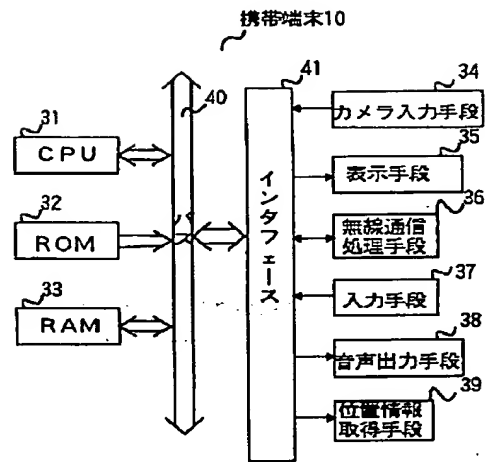 携帯端末10
41
34
カメラ入力手段
40
35
31
CPU
表示手段
36
32
無線通信
処理手段
ROM
バス
インタフェース
37
入力手段
33
RAM
38
音声出力手段
39
位置情報
取得手段